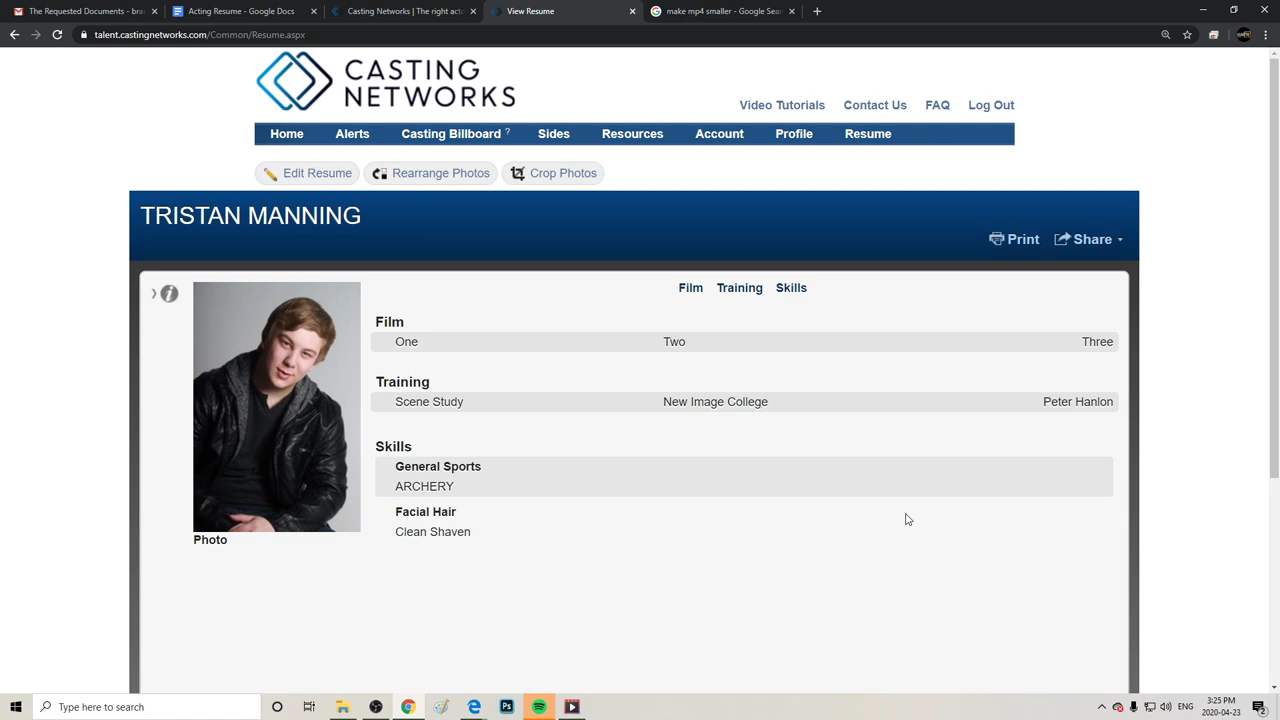 The Requested Documents - bra
Acting Resume - Google Docs
Casting Networks | The right acto
View Resume
make mp4 smaller - Google Sear
talent.castingnetworks.com/Common/Resume.aspx
CASTING
NETWORKS
Video Tutorials Contact Us FAQ Log Out
Home Alerts Casting Billboard ? Sides Resources Account Profile Resume
Edit Resume Rearrange Photos Crop Photos
TRISTAN MANNING
Print Share
Film Training Skills
Film
One Two Three
Training
Scene Study New Image College Peter Hanlon
Skills
General Sports
ARCHERY
Facial Hair
Clean Shaven
Photo
Type here to search
Ps
ENG
3:25 PM
2020-04-23
2